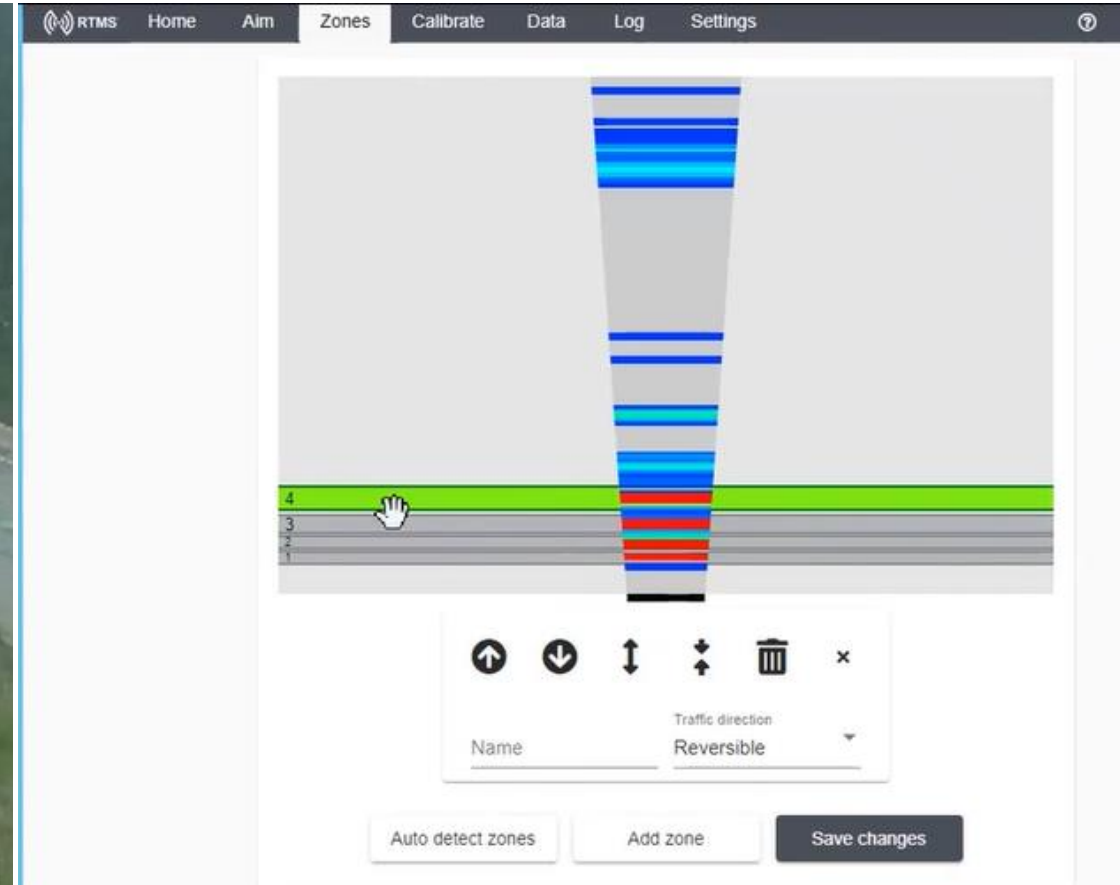 RTMS Home Aim Zones Calibrate Data Log Settings ?
4
3
2
1
×
Traffic direction
Name Reversible
Auto detect zones Add zone Save changes